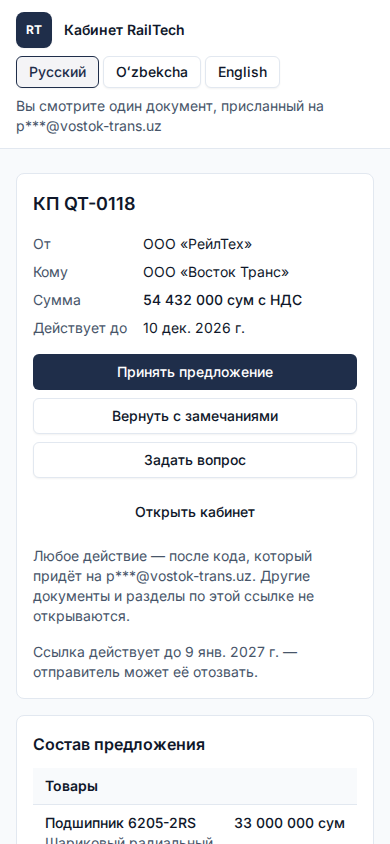 RT
Кабинет RailTech
Русский
Oʻzbekcha
English
Вы смотрите один документ, присланный на
p***@vostok-trans.uz
КП QT-0118
От ООО «РейлТех»
Кому ООО «Восток Транс»
Сумма 54 432 000 сум с НДС
Действует до 10 дек. 2026 г.
Принять предложение
Вернуть с замечаниями
Задать вопрос
Открыть кабинет
Любое действие — после кода, который
придёт на p***@vostok-trans.uz. Другие
документы и разделы по этой ссылке не
открываются.
Ссылка действует до 9 янв. 2027 г. —
отправитель может её отозвать.
Состав предложения
Товары
Подшипник 6205-2RS 33 000 000 сум
Шариковый радиальный